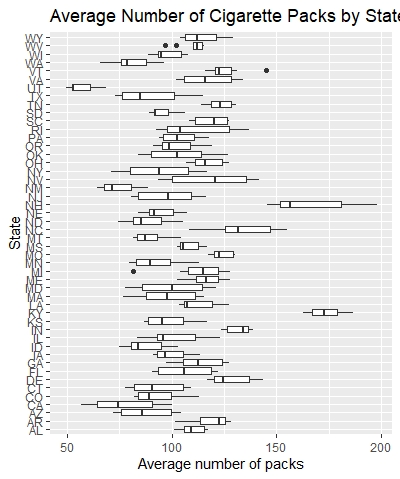 Average Number of Cigarette Packs by State
State
WY
WV
WI
WA
VT
VA
UT
TX
TN
SD
SC
RI
PA
OR
OK
OH
NY
NV
NM
NJ
NH
NE
ND
NC
MT
MS
MO
MN
MI
ME
MD
MA
LA
KY
KS
IN
IL
ID
IA
GA
FL
DE
CT
CO
CA
AZ
AR
AL
50 100 150 200
Average number of packs